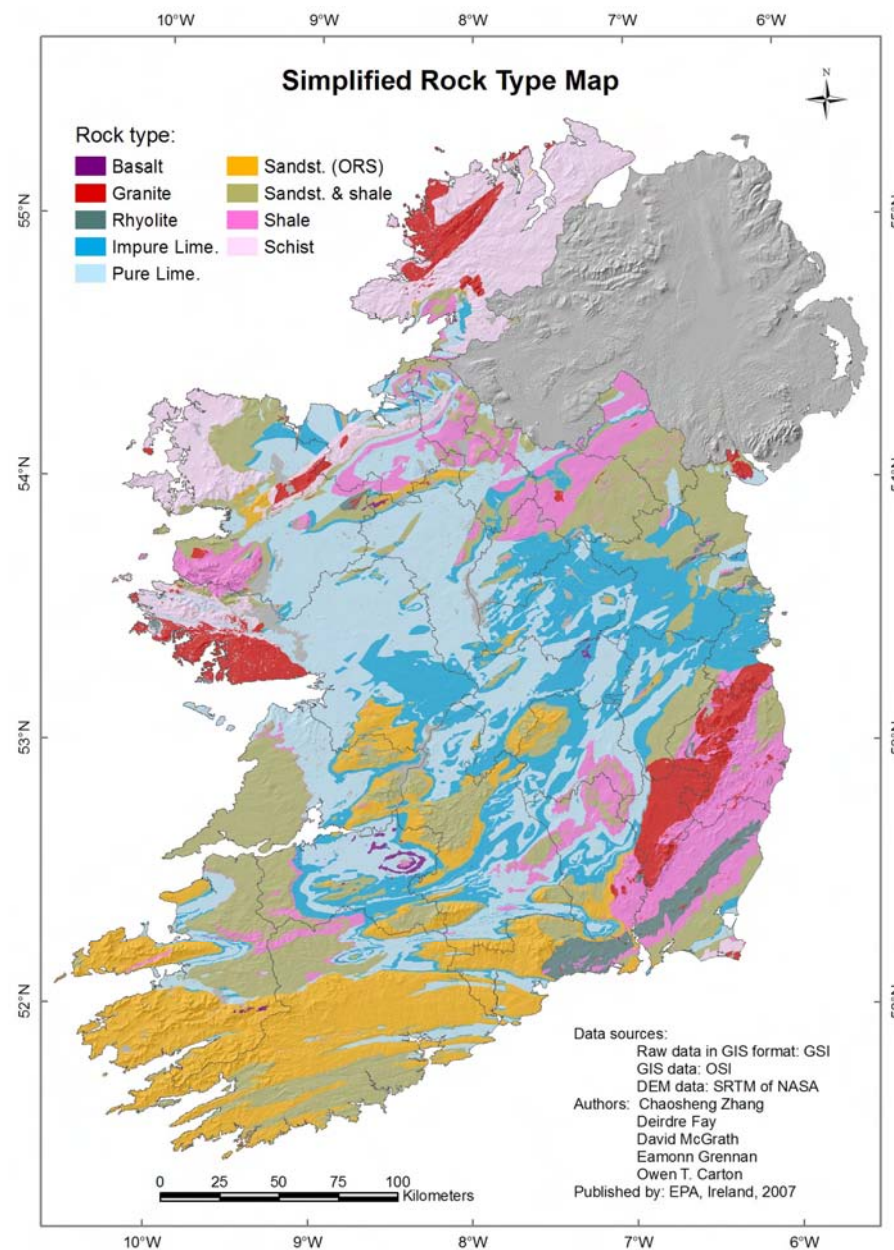 10°W 9°W 8°W 7°W 6°W
Simplified Rock Type Map
N
Rock type:
Basalt
Granite
Rhyolite
Impure Lime.
Pure Lime.
Sandst. (ORS)
Sandst. & shale
Shale
Schist
55°N
54°N
53°N
52°N
Data sources:
Raw data in GIS format: GSI
GIS data: OSI
DEM data: SRTM of NASA
Authors: Chaosheng Zhang
Deirdre Fay
David McGrath
Eamonn Grennan
Owen T. Carton
Published by: EPA, Ireland, 2007
0 25 50 75 100
Kilometers
10°W 9°W 8°W 7°W 6°W